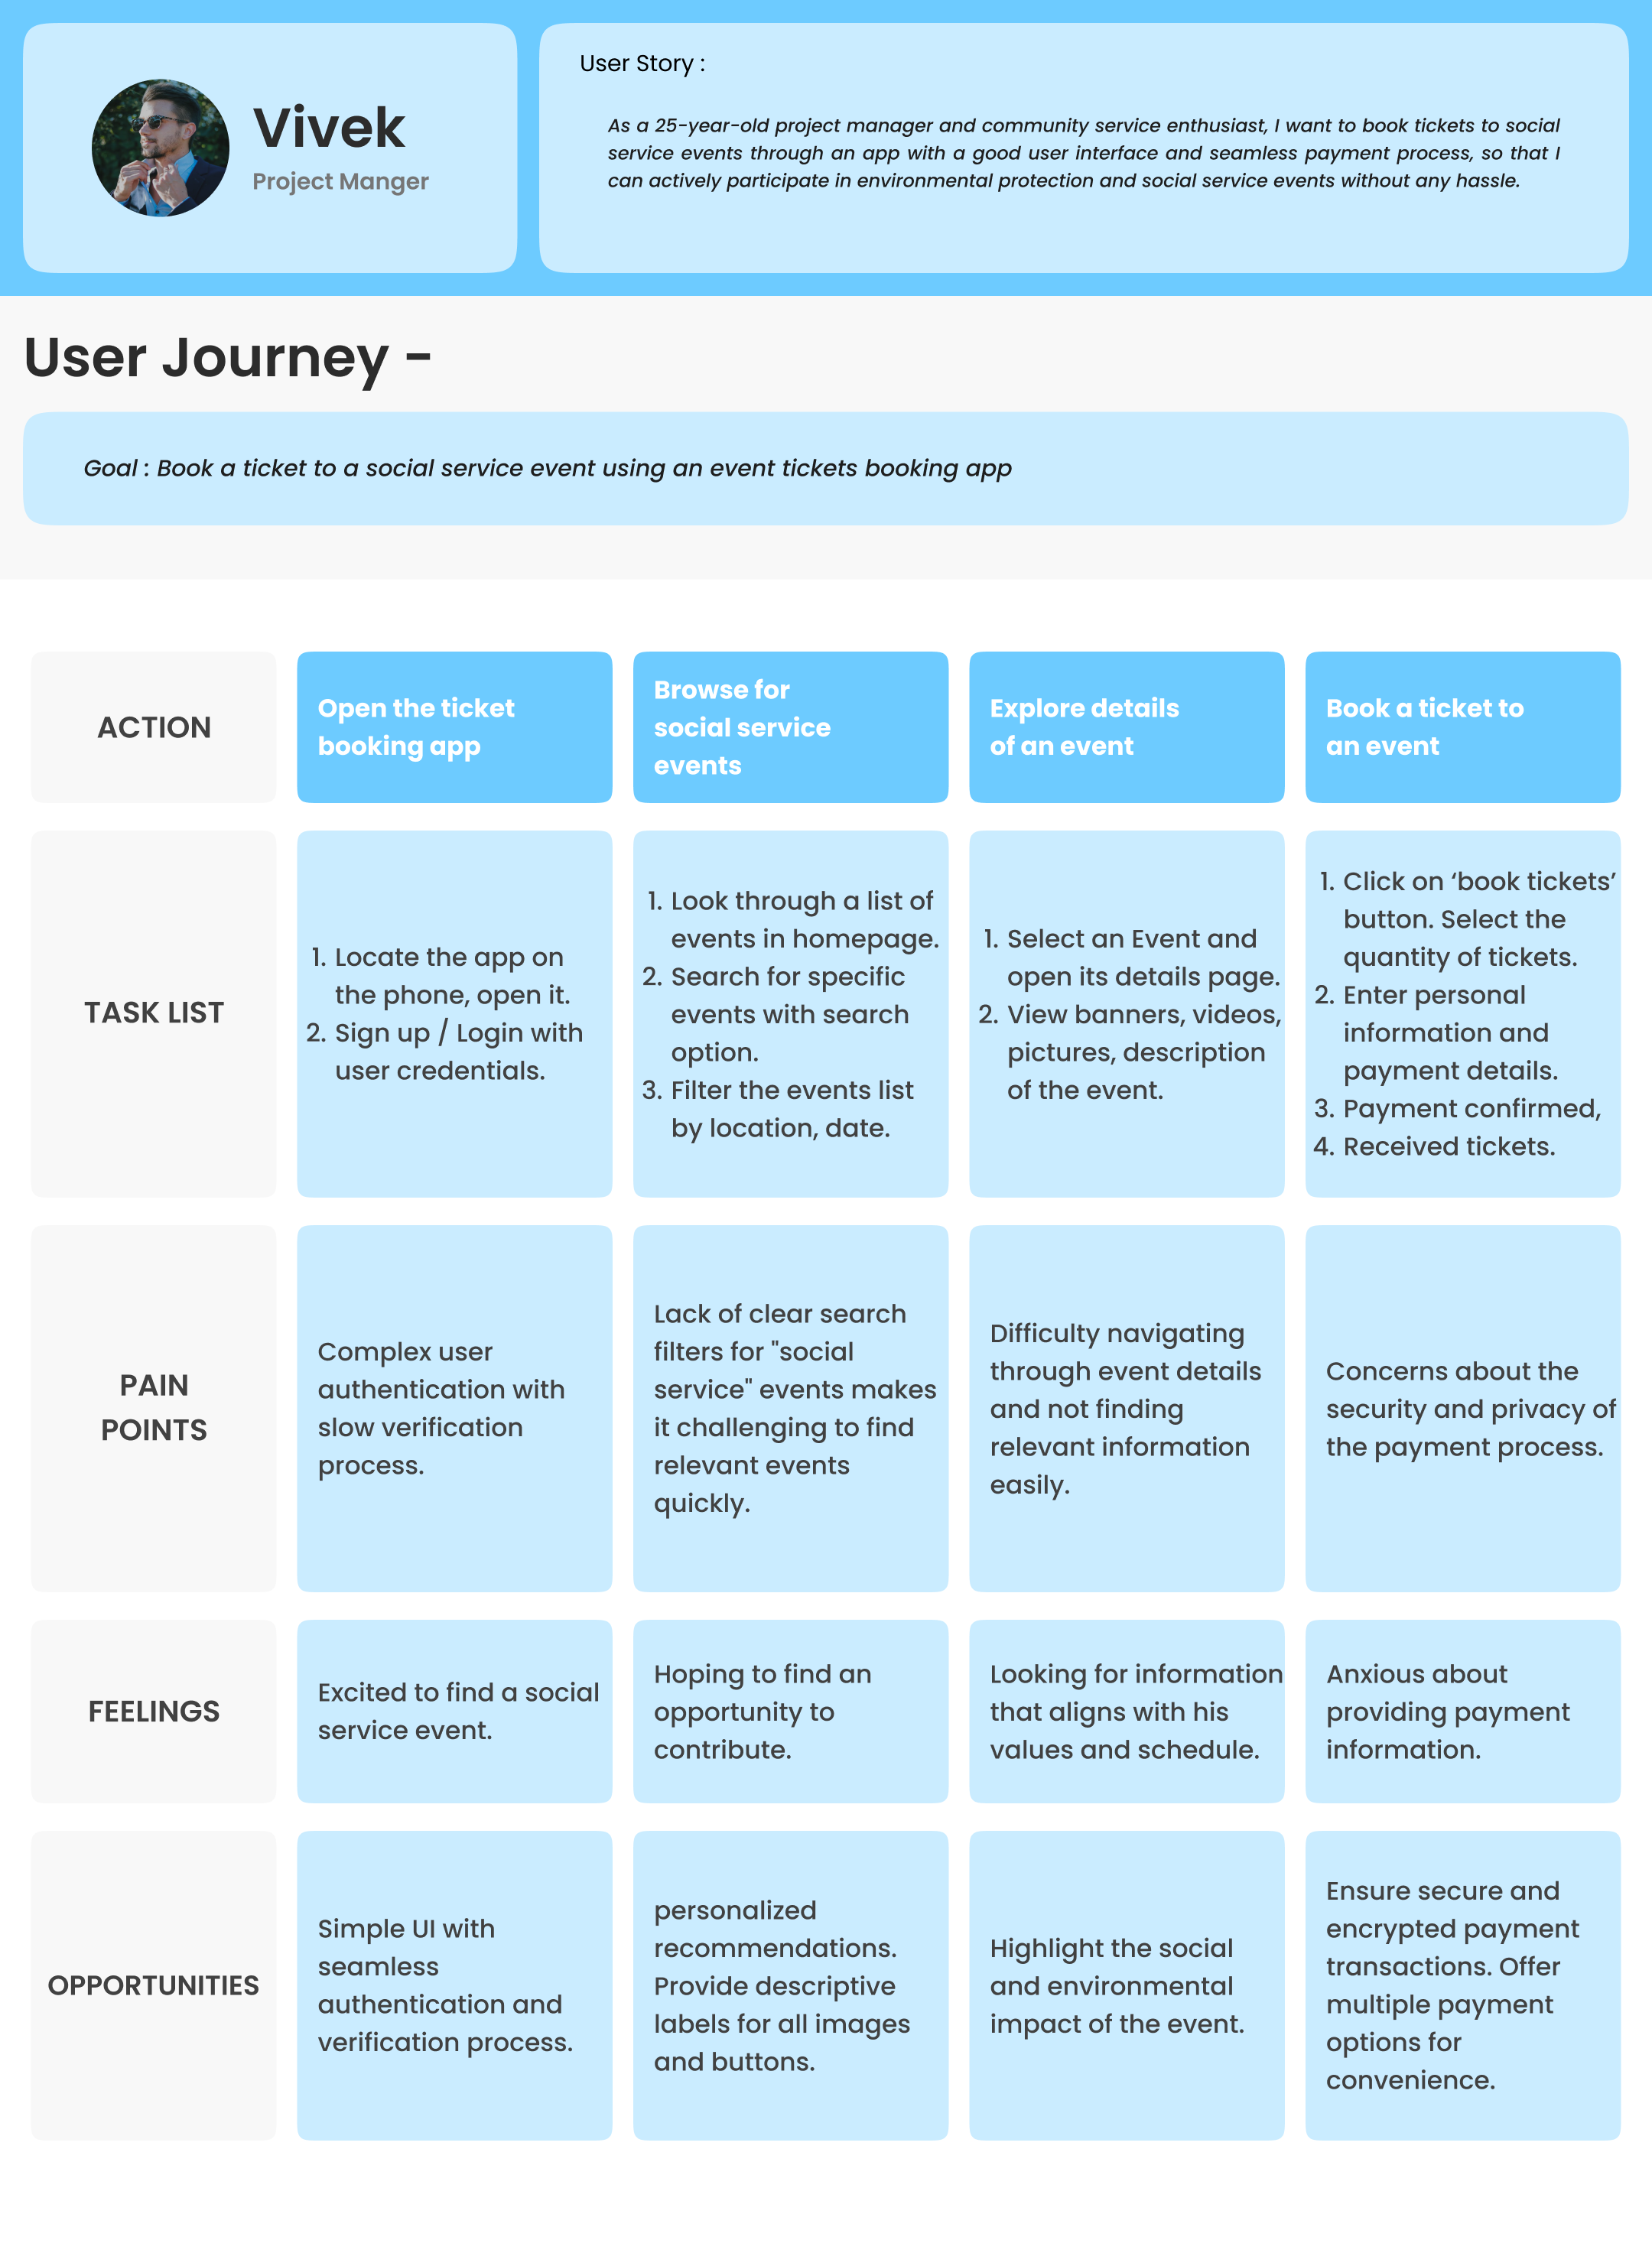 Vivek
Project Manger
User Story :
As a 25-year-old project manager and community service enthusiast, I want to book tickets to social
service events through an app with a good user interface and seamless payment process, so that I
can actively participate in environmental protection and social service events without any hassle.
User Journey -
Goal : Book a ticket to a social service event using an event tickets booking app
ACTION
Open the ticket
booking app
Browse for
social service
events
Explore details
of an event
Book a ticket to
an event
TASK LIST
1. Locate the app on
the phone, open it.
2. Sign up / Login with
user credentials.
1. Look through a list of
events in homepage.
2. Search for specific
events with search
option.
3. Filter the events list
by location, date.
1. Select an Event and
open its details page.
2. View banners, videos,
pictures, description
of the event.
1. Click on ‘book tickets’
button. Select the
quantity of tickets.
2. Enter personal
information and
payment details.
3. Payment confirmed,
4. Received tickets.
PAIN
POINTS
Complex user
authentication with
slow verification
process.
Lack of clear search
filters for "social
service" events makes
it challenging to find
relevant events
quickly.
Difficulty navigating
through event details
and not finding
relevant information
easily.
Concerns about the
security and privacy of
the payment process.
FEELINGS
Excited to find a social
service event.
Hoping to find an
opportunity to
contribute.
Looking for information
that aligns with his
values and schedule.
Anxious about
providing payment
information.
OPPORTUNITIES
Simple UI with
seamless
authentication and
verification process.
personalized
recommendations.
Provide descriptive
labels for all images
and buttons.
Highlight the social
and environmental
impact of the event.
Ensure secure and
encrypted payment
transactions. Offer
multiple payment
options for
convenience.